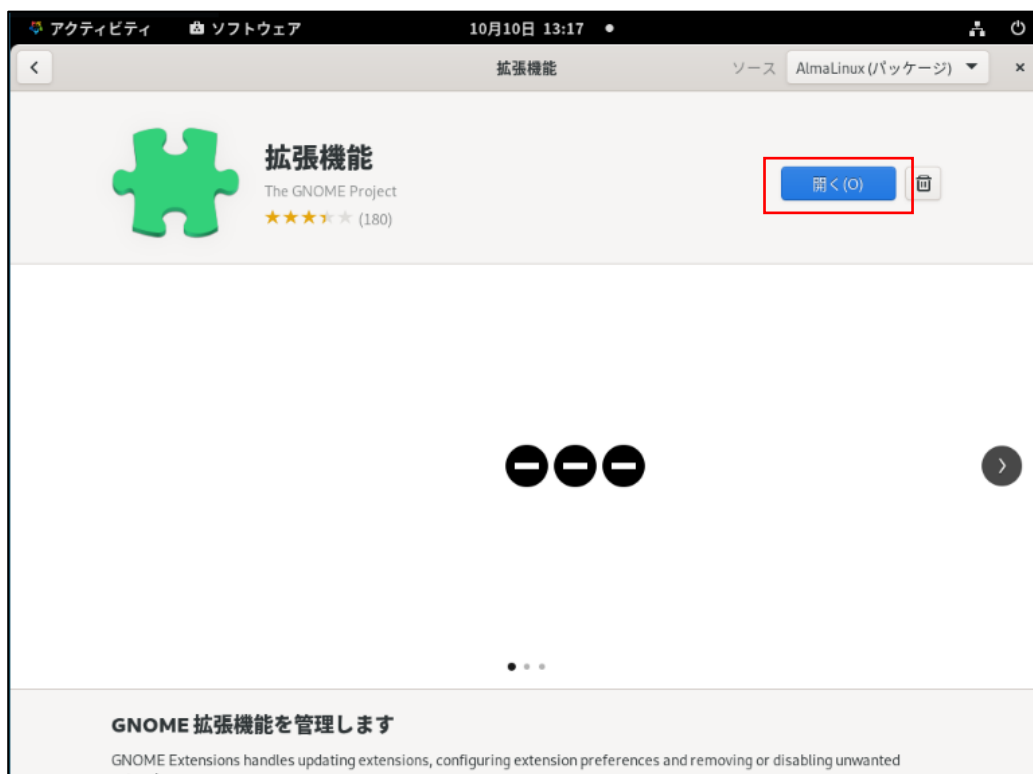 アクティビティ ソフトウェア 10月10日 13:17
拡張機能 ソース AlmaLinux (パッケージ)
拡張機能
The GNOME Project
(180)
開く(O)
GNOME 拡張機能を管理します
GNOME Extensions handles updating extensions, configuring extension preferences and removing or disabling unwanted